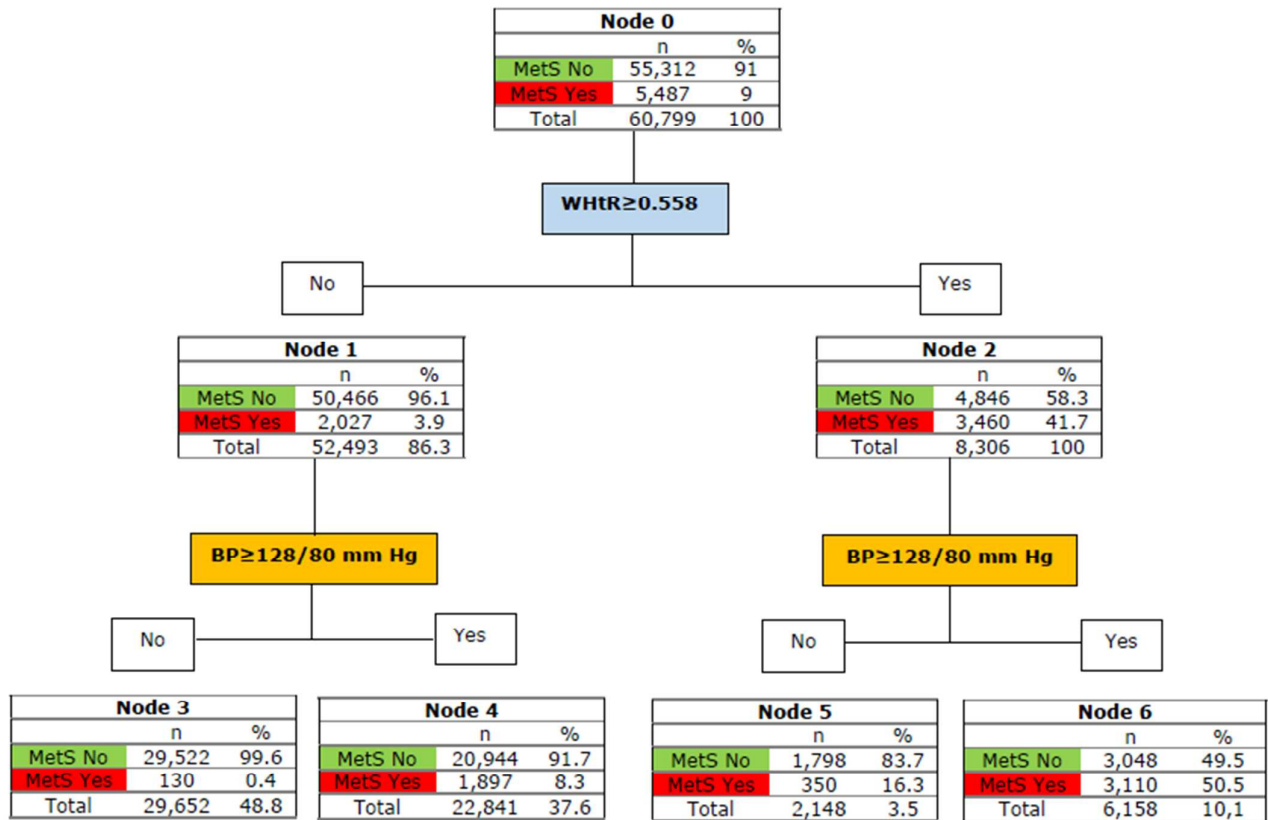 Node 0
n %
MetS No 55,312 91
MetS Yes 5,487 9
Total 60,799 100
WHtR≥0.558
No
Yes
Node 1
n %
MetS No 50,466 96.1
MetS Yes 2,027 3.9
Total 52,493 86.3
Node 2
n %
MetS No 4,846 58.3
MetS Yes 3,460 41.7
Total 8,306 100
BP≥128/80 mm Hg
BP≥128/80 mm Hg
No
Yes
No
Yes
Node 3
n %
MetS No 29,522 99.6
MetS Yes 130 0.4
Total 29,652 48.8
Node 4
n %
MetS No 20,944 91.7
MetS Yes 1,897 8.3
Total 22,841 37.6
Node 5
n %
MetS No 1,798 83.7
MetS Yes 350 16.3
Total 2,148 3.5
Node 6
n %
MetS No 3,048 49.5
MetS Yes 3,110 50.5
Total 6,158 10,1